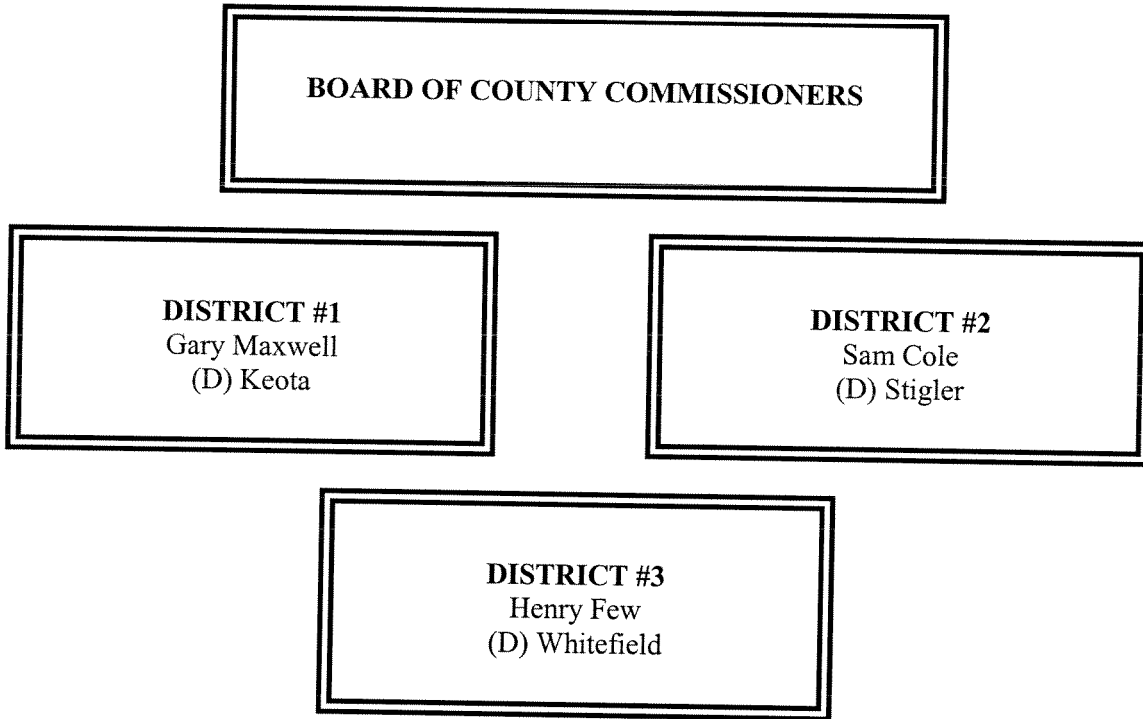 BOARD OF COUNTY COMMISSIONERS
DISTRICT #1
Gary Maxwell
(D) Keota
DISTRICT #2
Sam Cole
(D) Stigler
DISTRICT #3
Henry Few
(D) Whitefield